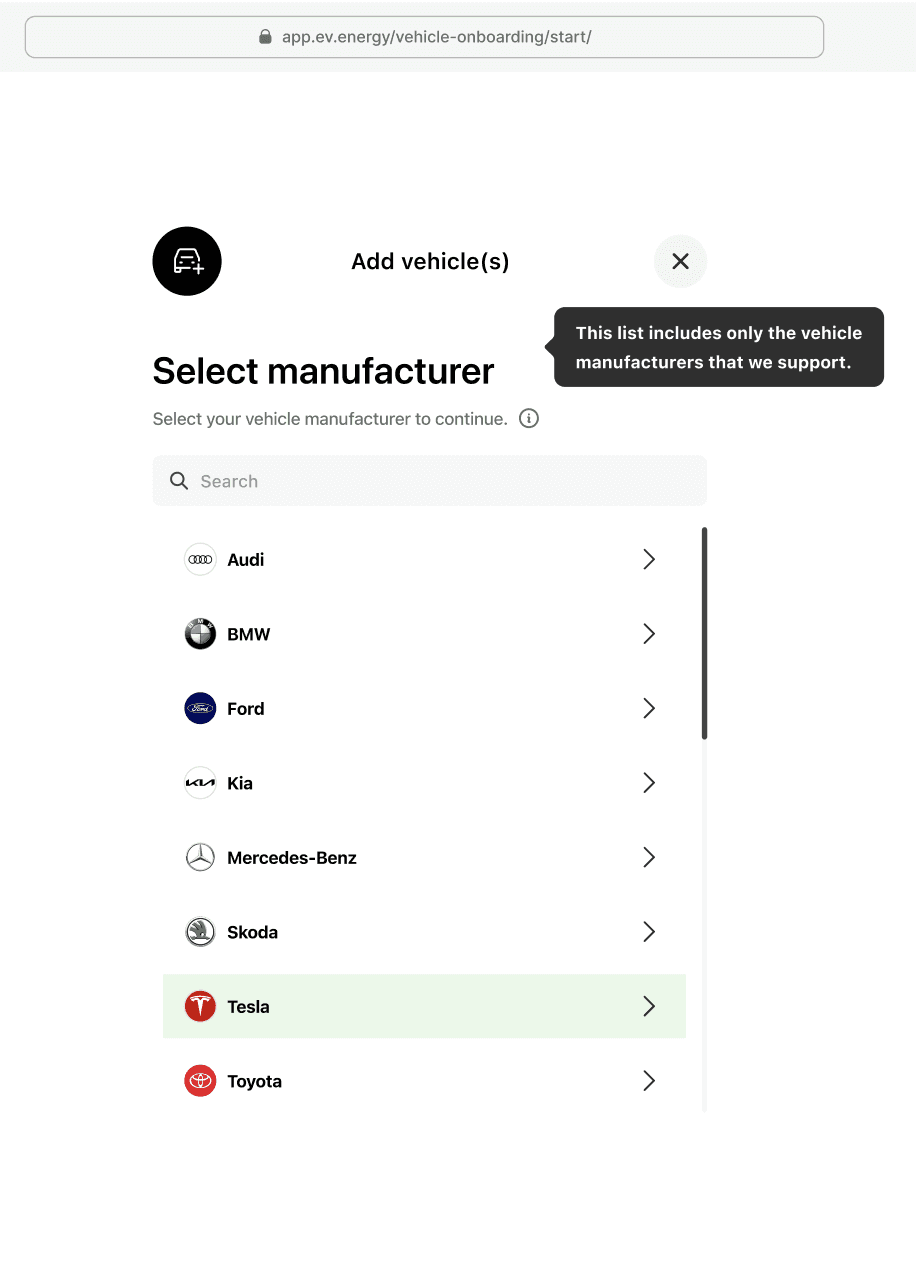 app.ev.energy/vehicle-onboarding/start/
Add vehicle(s)
This list includes only the vehicle
manufacturers that we support.
Select manufacturer
Select your vehicle manufacturer to continue.
Search
Audi
BMW
Ford
Kia
Mercedes-Benz
Skoda
Tesla
Toyota